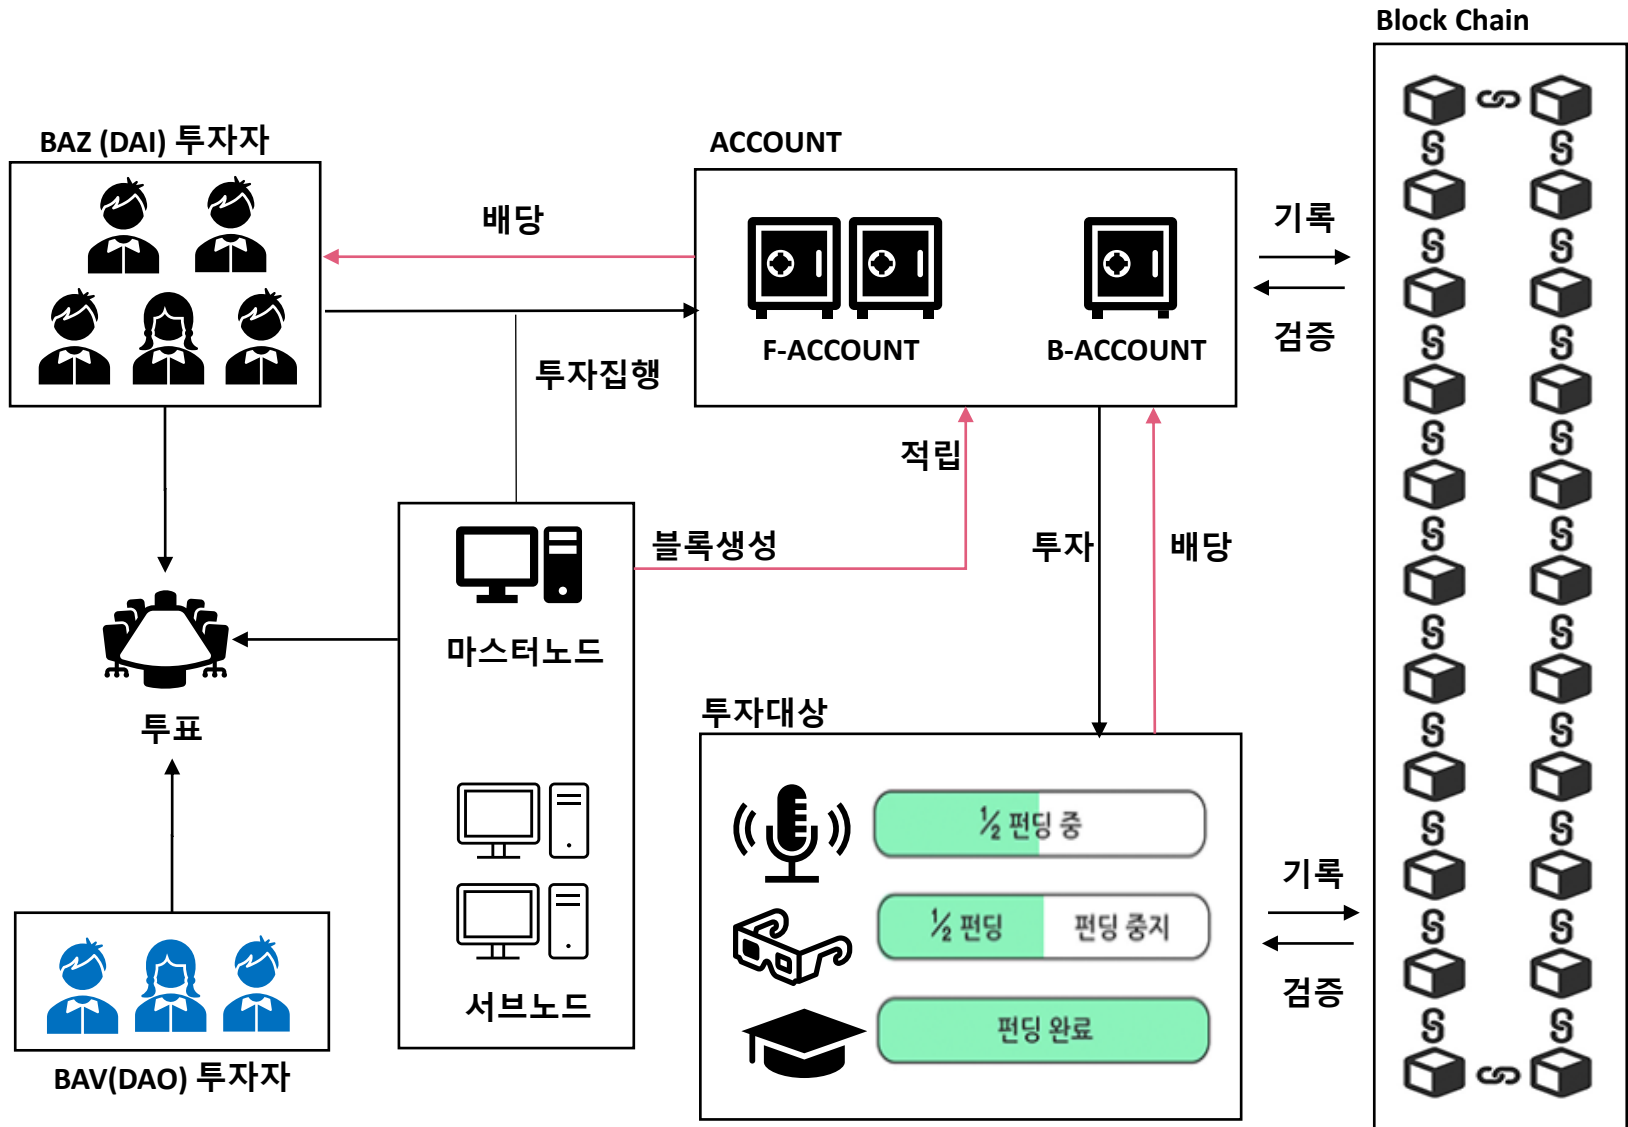 Block Chain
BAZ (DAI) 투자자
ACCOUNT
배당
기록
검증
F-ACCOUNT
B-ACCOUNT
투자집행
적립
블록생성
투자
배당
마스터노드
투표
투자대상
½ 펀딩 중
½ 펀딩
펀딩 중지
기록
검증
서브노드
펀딩 완료
BAV(DAO) 투자자